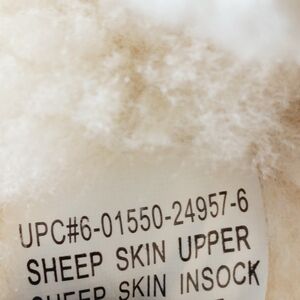 UPC#6-01550-24957-6
SHEEP SKIN UPPER
SHEEP SKIN INSOCK